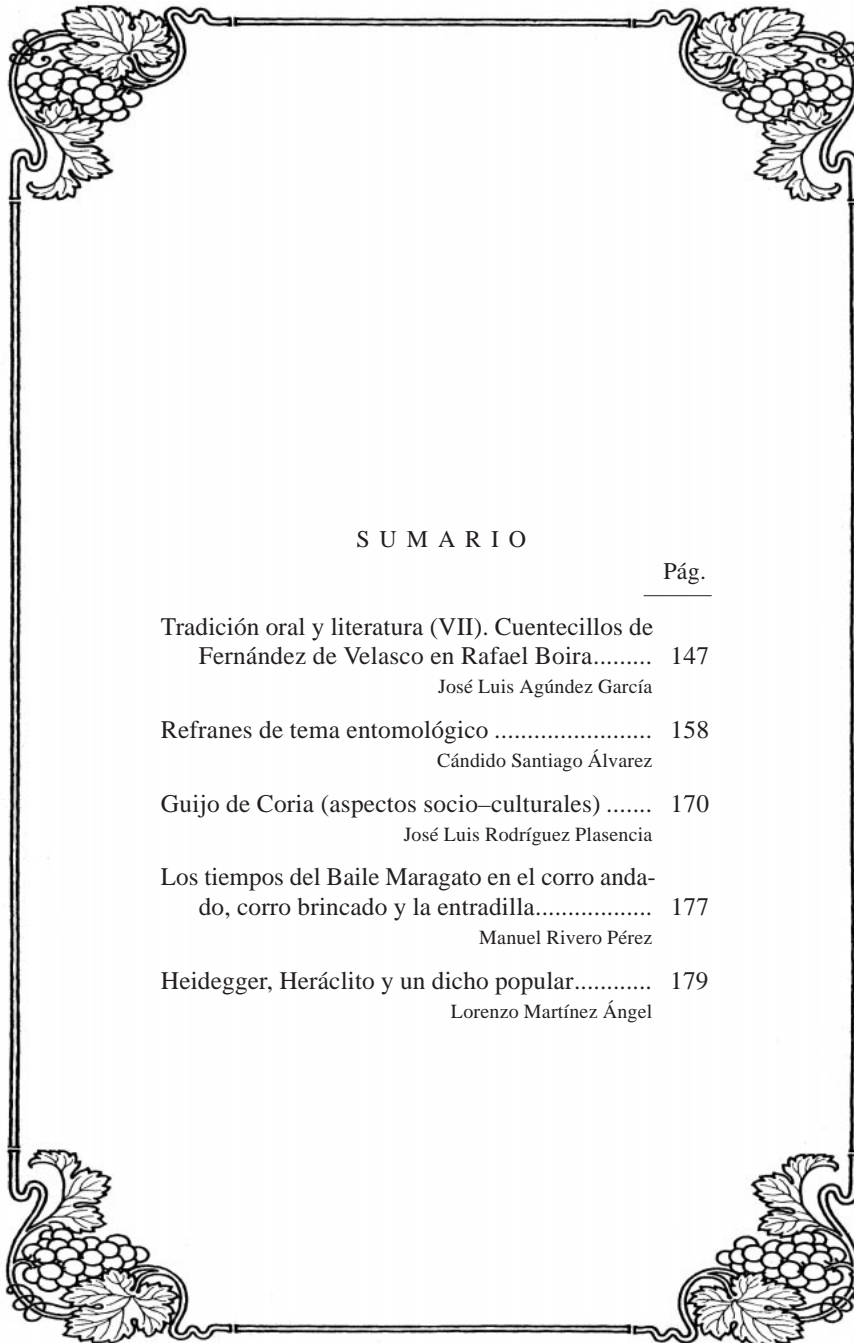 S U M A R I O
Pág.
Tradición oral y literatura (VII). Cuentecillos de
Fernández de Velasco en Rafael Boira......... 147
José Luis Agúndez García
Refranes de tema entomológico ....................... 158
Cándido Santiago Álvarez
Guijo de Coria (aspectos socio–culturales) ....... 170
José Luis Rodríguez Plasencia
Los tiempos del Baile Maragato en el corro anda-
do, corro brincado y la entradilla.................. 177
Manuel Rivero Pérez
Heidegger, Heráclito y un dicho popular............ 179
Lorenzo Martínez Ángel